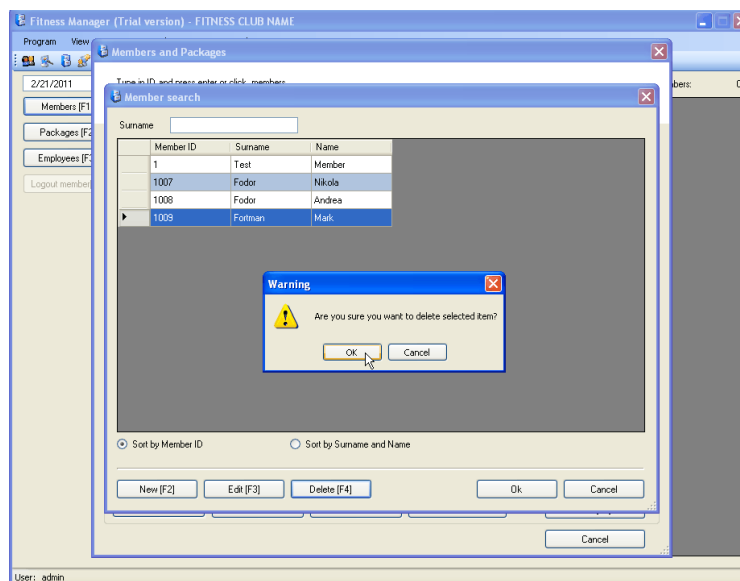 Fitness Manager (Trial version) - FITNESS CLUB NAME
Program View
Members and Packages
2/21/2011
Type in ID and press enter or click members
Members [F1
Packages [F2
Employees [F3
Logout member
Member search
Surname
Member ID Surname Name
1 Test Member
1007 Fodor Nikola
1008 Fodor Andrea
1009 Fortman Mark
Warning
Are you sure you want to delete selected item?
OK Cancel
Sort by Member ID Sort by Surname and Name
New [F2] Edit [F3] Delete [F4] Ok Cancel
Cancel
User: admin